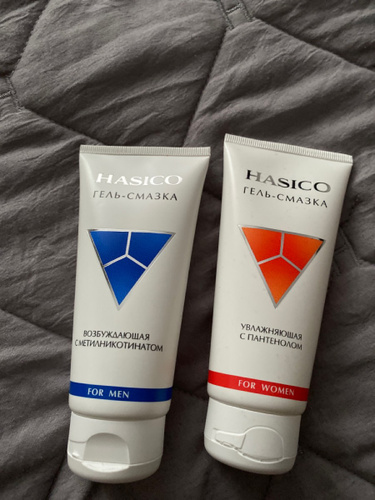 HASICO
ГЕЛЬ-СМАЗКА
ВОЗБУЖДАЮЩАЯ
С МЕТИЛНИКОТИНАТОМ
FOR MEN
HASICO
ГЕЛЬ-СМАЗКА
УВЛАЖНЯЮЩАЯ
С ПАНТЕНОЛОМ
FOR WOMEN